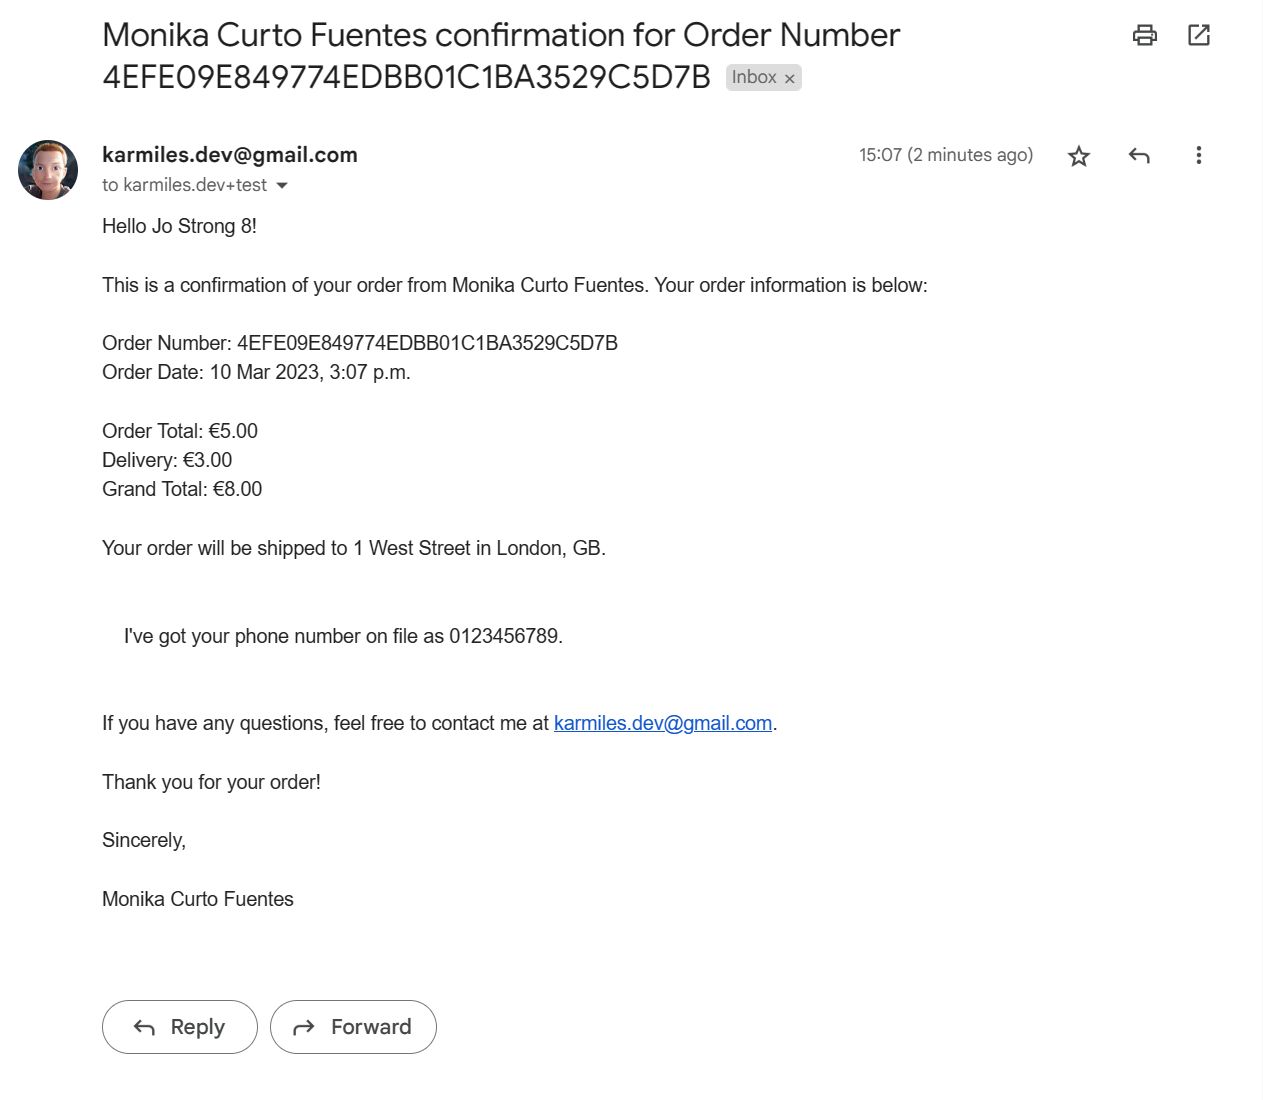 Monika Curto Fuentes confirmation for Order Number
4EFE09E849774EDBB01C1BA3529C5D7B Inbox ×
karmiles.dev@gmail.com 15:07 (2 minutes ago)
to karmiles.dev+test
Hello Jo Strong 8!
This is a confirmation of your order from Monika Curto Fuentes. Your order information is below:
Order Number: 4EFE09E849774EDBB01C1BA3529C5D7B
Order Date: 10 Mar 2023, 3:07 p.m.
Order Total: €5.00
Delivery: €3.00
Grand Total: €8.00
Your order will be shipped to 1 West Street in London, GB.
I've got your phone number on file as 0123456789.
If you have any questions, feel free to contact me at karmiles.dev@gmail.com.
Thank you for your order!
Sincerely,
Monika Curto Fuentes
Reply Forward